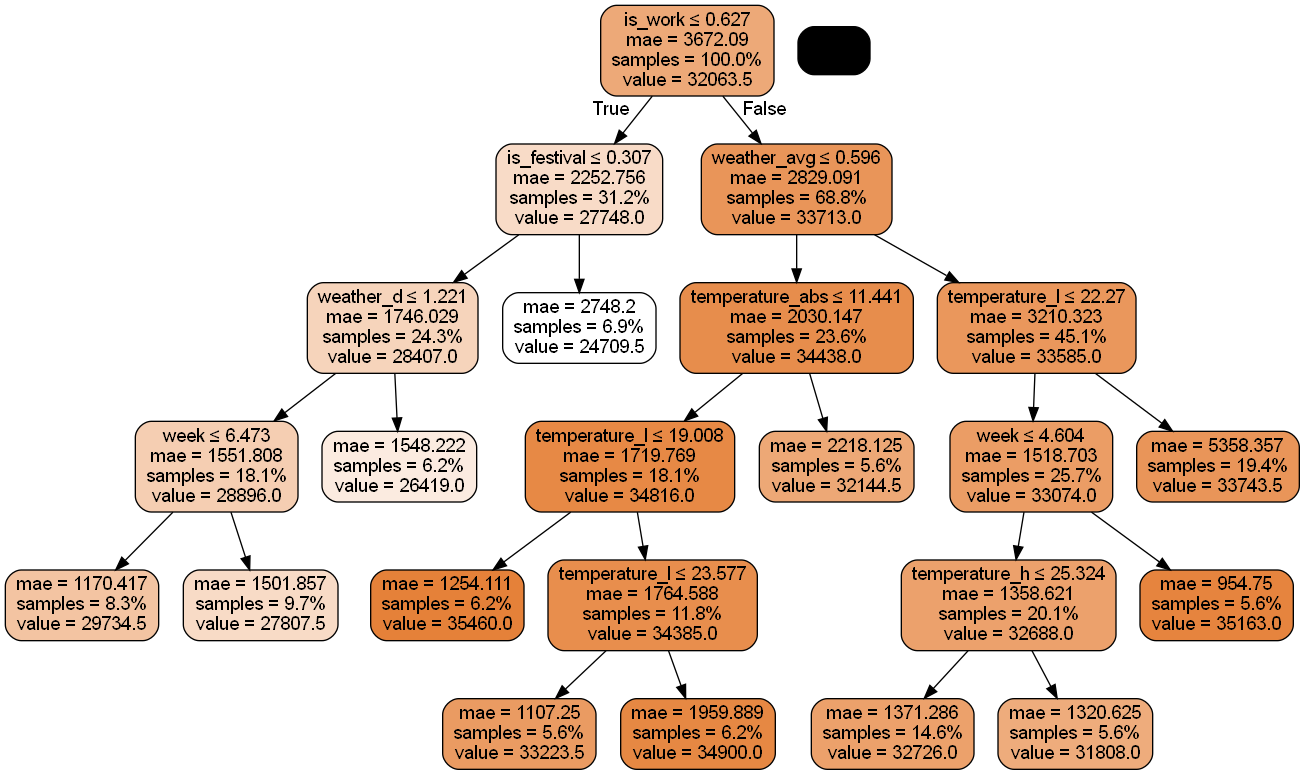 is_work ≤ 0.627
mae = 3672.09
samples = 100.0%
value = 32063.5
True
False
is_festival ≤ 0.307
mae = 2252.756
samples = 31.2%
value = 27748.0
weather_avg ≤ 0.596
mae = 2829.091
samples = 68.8%
value = 33713.0
weather_d ≤ 1.221
mae = 1746.029
samples = 24.3%
value = 28407.0
mae = 2748.2
samples = 6.9%
value = 24709.5
temperature_abs ≤ 11.441
mae = 2030.147
samples = 23.6%
value = 34438.0
temperature_l ≤ 22.27
mae = 3210.323
samples = 45.1%
value = 33585.0
week ≤ 6.473
mae = 1551.808
samples = 18.1%
value = 28896.0
mae = 1548.222
samples = 6.2%
value = 26419.0
temperature_l ≤ 19.008
mae = 1719.769
samples = 18.1%
value = 34816.0
mae = 2218.125
samples = 5.6%
value = 32144.5
week ≤ 4.604
mae = 1518.703
samples = 25.7%
value = 33074.0
mae = 5358.357
samples = 19.4%
value = 33743.5
mae = 1170.417
samples = 8.3%
value = 29734.5
mae = 1501.857
samples = 9.7%
value = 27807.5
mae = 1254.111
samples = 6.2%
value = 35460.0
temperature_l ≤ 23.577
mae = 1764.588
samples = 11.8%
value = 34385.0
temperature_h ≤ 25.324
mae = 1358.621
samples = 20.1%
value = 32688.0
mae = 954.75
samples = 5.6%
value = 35163.0
mae = 1107.25
samples = 5.6%
value = 33223.5
mae = 1959.889
samples = 6.2%
value = 34900.0
mae = 1371.286
samples = 14.6%
value = 32726.0
mae = 1320.625
samples = 5.6%
value = 31808.0